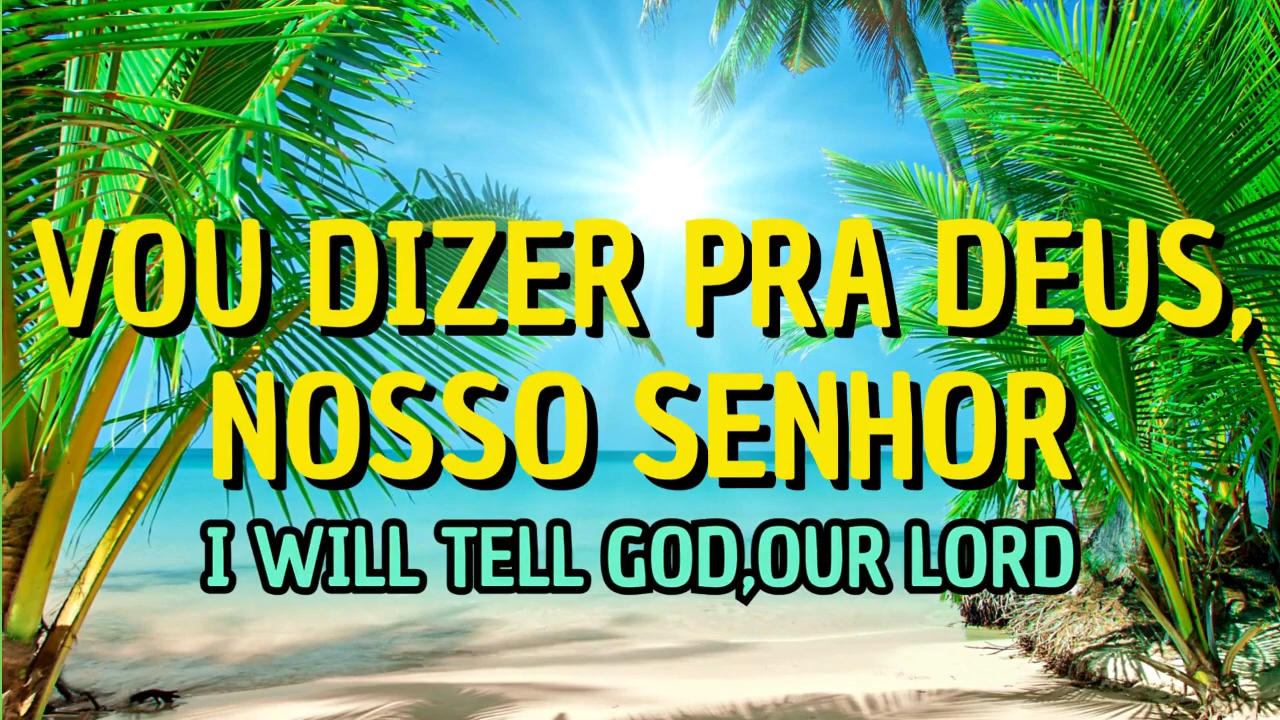 VOU DIZER PRA DEUS,
NOSSO SENHOR
I WILL TELL GOD,OUR LORD